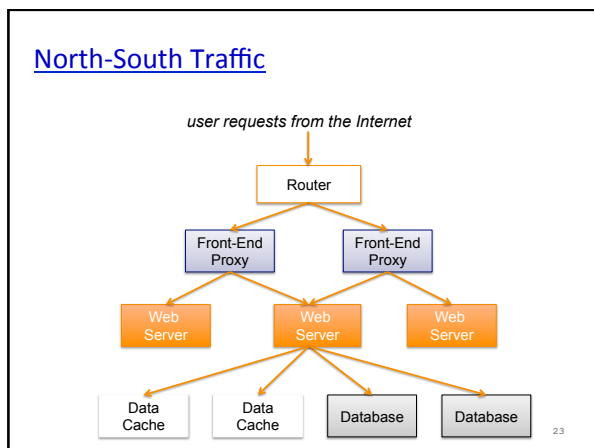 North-South Traffic
user requests from the Internet
Router
Front-End
Proxy
Front-End
Proxy
Web
Server
Web
Server
Web
Server
Data
Cache
Data
Cache
Database
Database
23